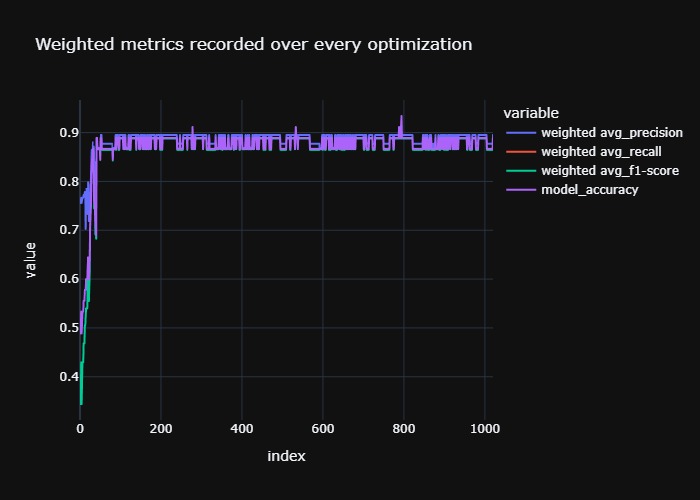 Weighted metrics recorded over every optimization
variable
weighted avg_precision
weighted avg_recall
weighted avg_f1-score
model_accuracy
0.9
0.8
0.7
0.6
0.5
0.4
value
0
200
400
600
800
1000
index